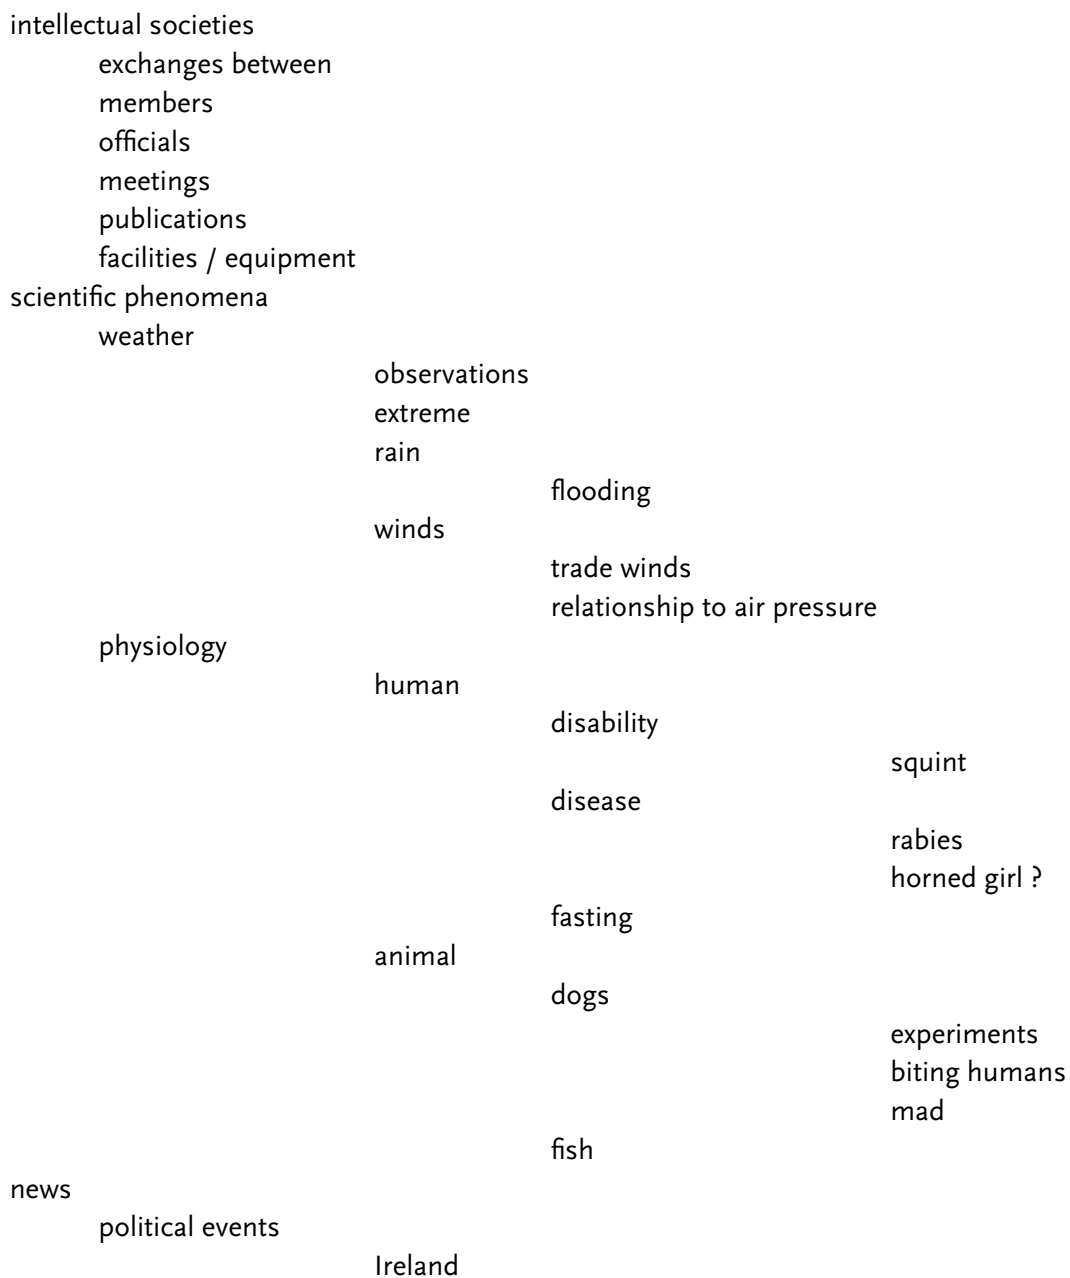 intellectual societies
exchanges between
members
officials
meetings
publications
facilities / equipment
scientific phenomena
weather
observations
extreme
rain
flooding
winds
trade winds
relationship to air pressure
physiology
human
disability
squint
disease
rabies
horned girl ?
fasting
animal
dogs
experiments
biting humans
mad
fish
news
political events
Ireland